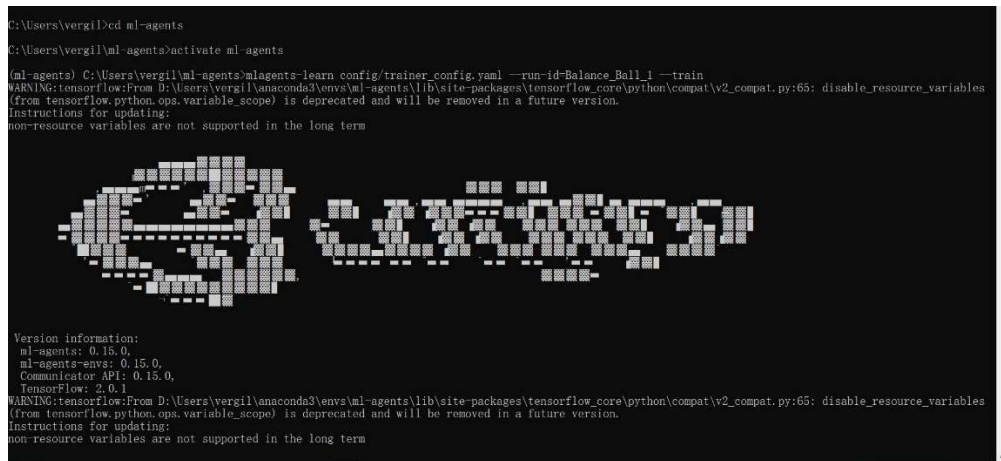 C:\Users\vergil>cd ml-agents
C:\Users\vergil\ml-agents>activate ml-agents
(ml-agents) C:\Users\vergil\ml-agents>mlagents-learn config/trainer_config.yaml --run-id=Balance_Ball_1 --train
WARNING:tensorflow:From D:\Users\vergil\anaconda3\envs\ml-agents\lib\site-packages\tensorflow_core\python\compat\v2_compat.py:65: disable_resource_variables
(from tensorflow.python.ops.variable_scope) is deprecated and will be removed in a future version.
Instructions for updating:
non-resource variables are not supported in the long term
unity
Version information:
ml-agents: 0.15.0,
ml-agents-envs: 0.15.0,
Communicator API: 0.15.0,
TensorFlow: 2.0.1
WARNING:tensorflow:From D:\Users\vergil\anaconda3\envs\ml-agents\lib\site-packages\tensorflow_core\python\compat\v2_compat.py:65: disable_resource_variables
(from tensorflow.python.ops.variable_scope) is deprecated and will be removed in a future version.
Instructions for updating:
non-resource variables are not supported in the long term